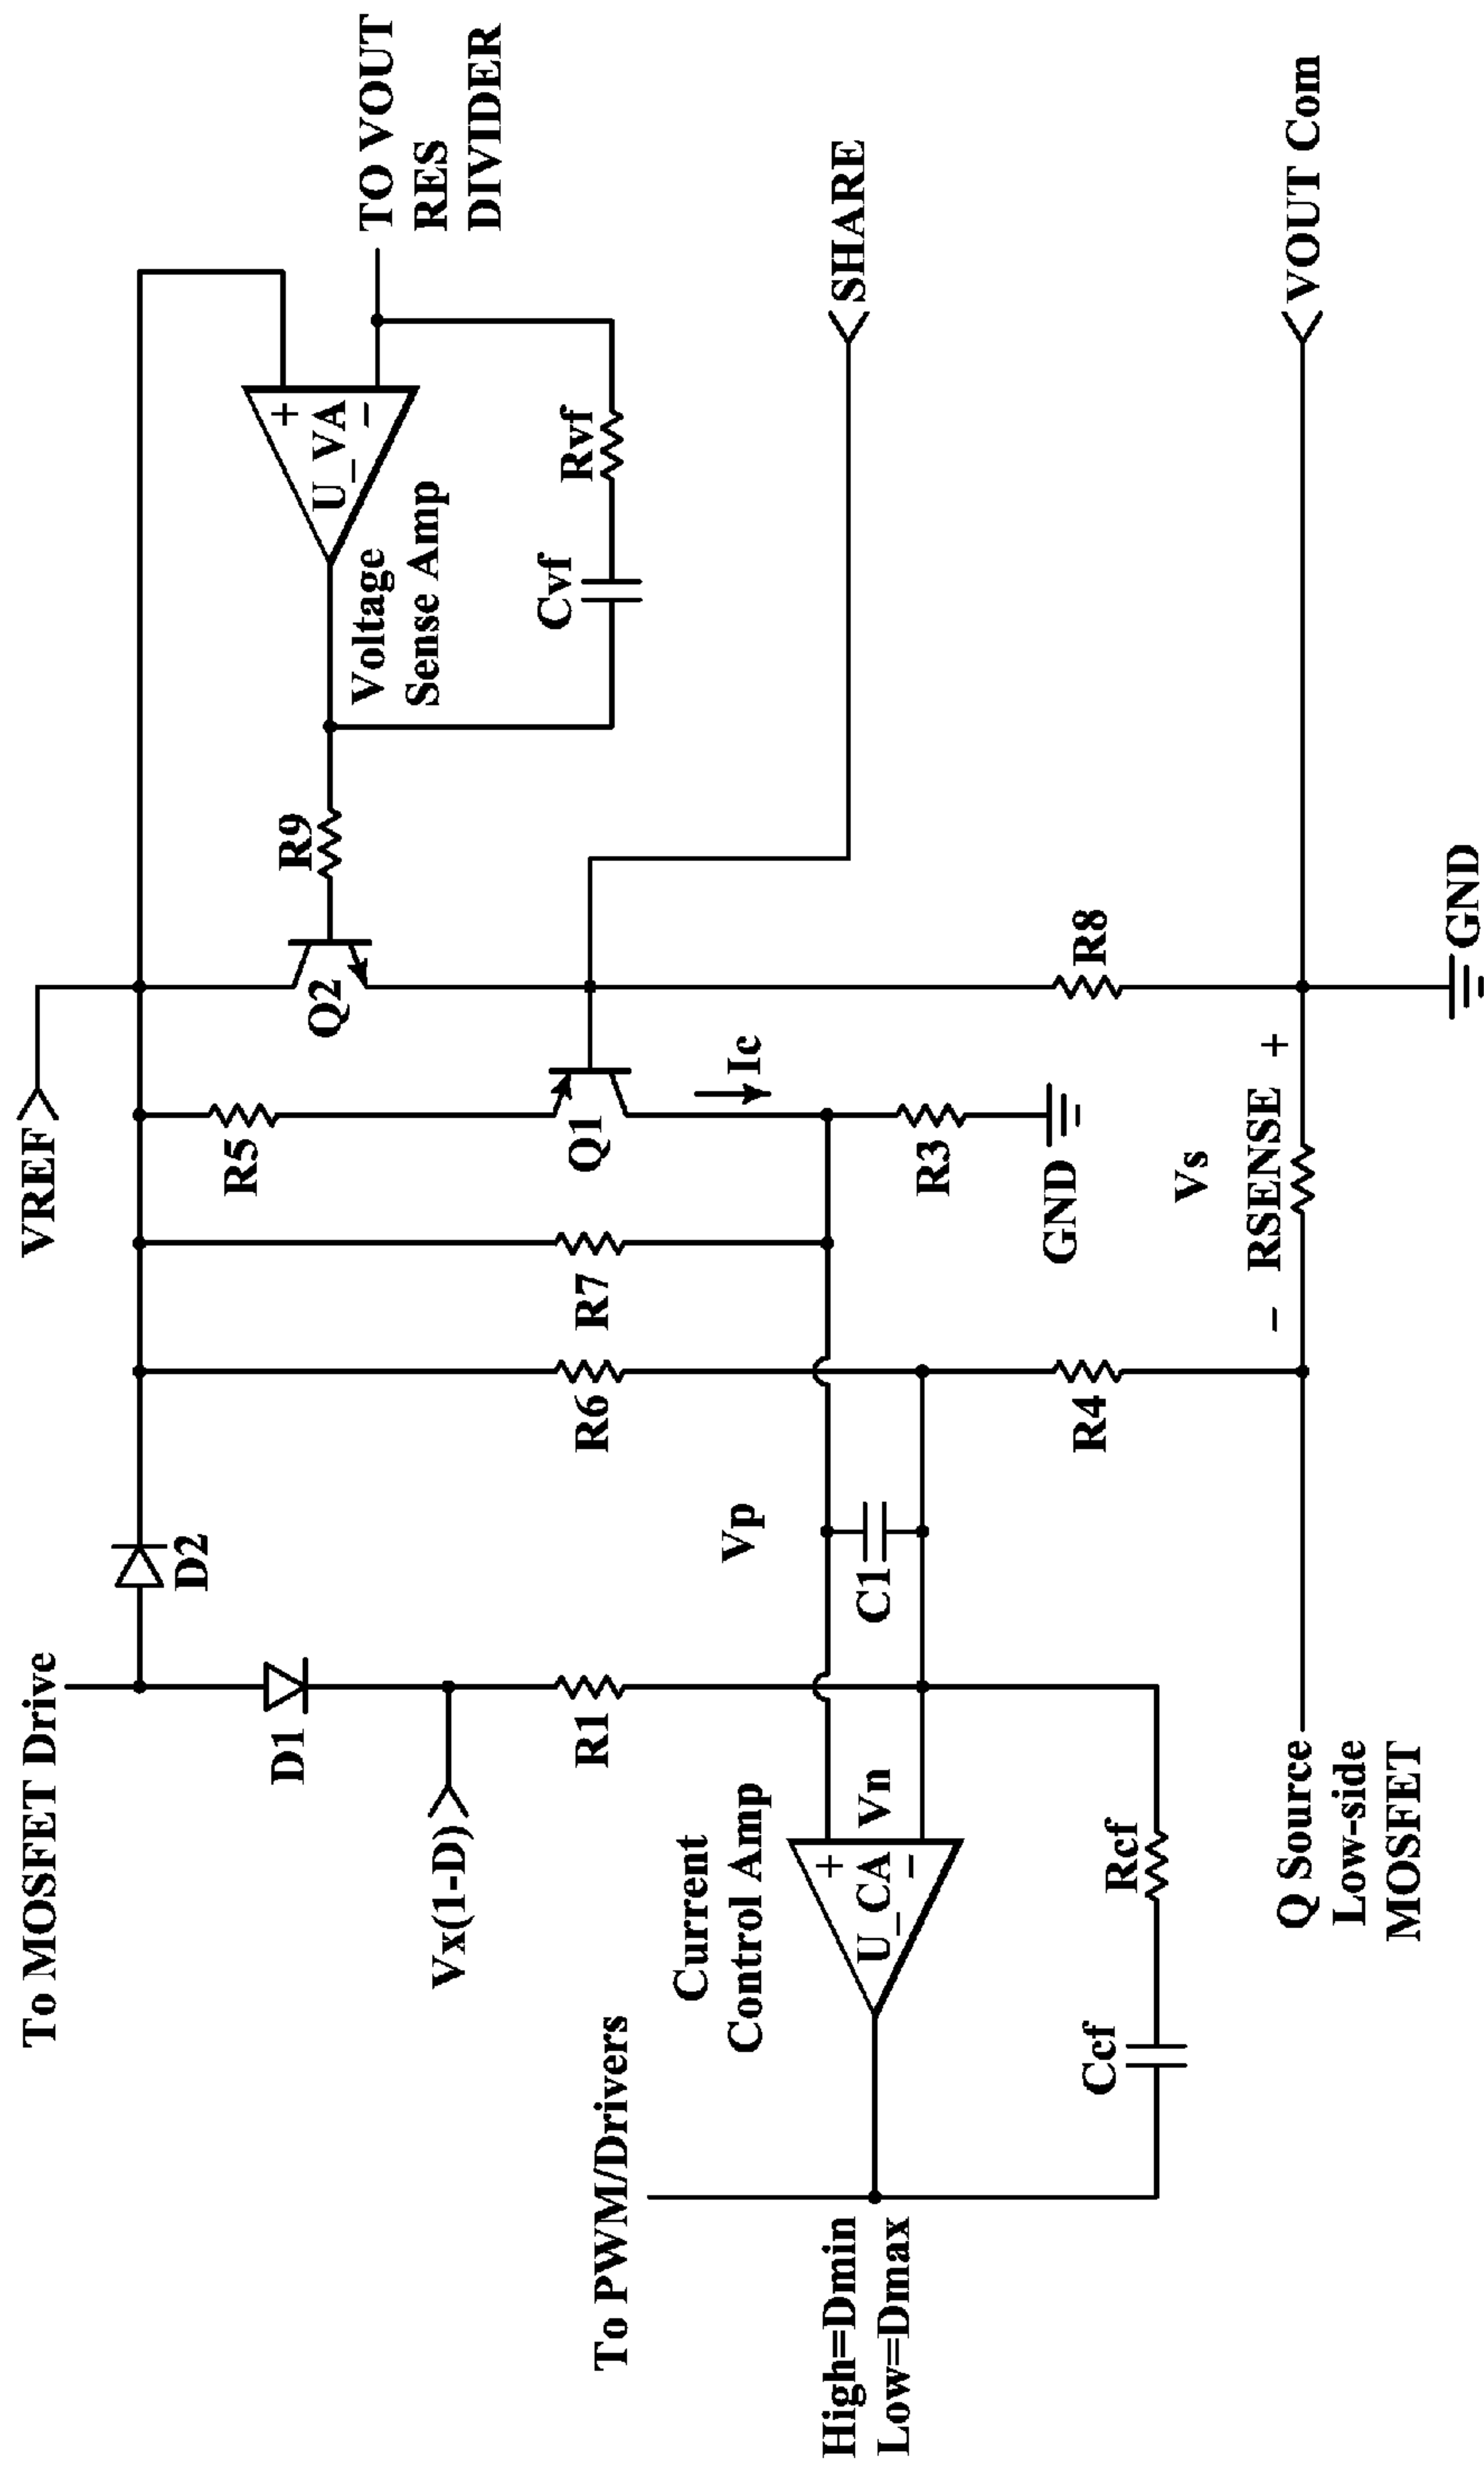 To MOSFET Drive
VREF
D2
D1
R5
Q2
R9
+
U_VA
−
Voltage
Sense Amp
TO VOUT
RES
DIVIDER
Cvf
Rvf
Vx(1-D)
R1
R6
R7
Q1
Ic
SHARE
To PWM/Drivers
Current
Control Amp
Vp
+
U_CA
−
Vn
C1
High=Dmin
Low=Dmax
R3
GND
R4
R8
Ccf
Rcf
Vs
− RSENSE +
VOUT Com
Q Source
Low-side
MOSFET
GND